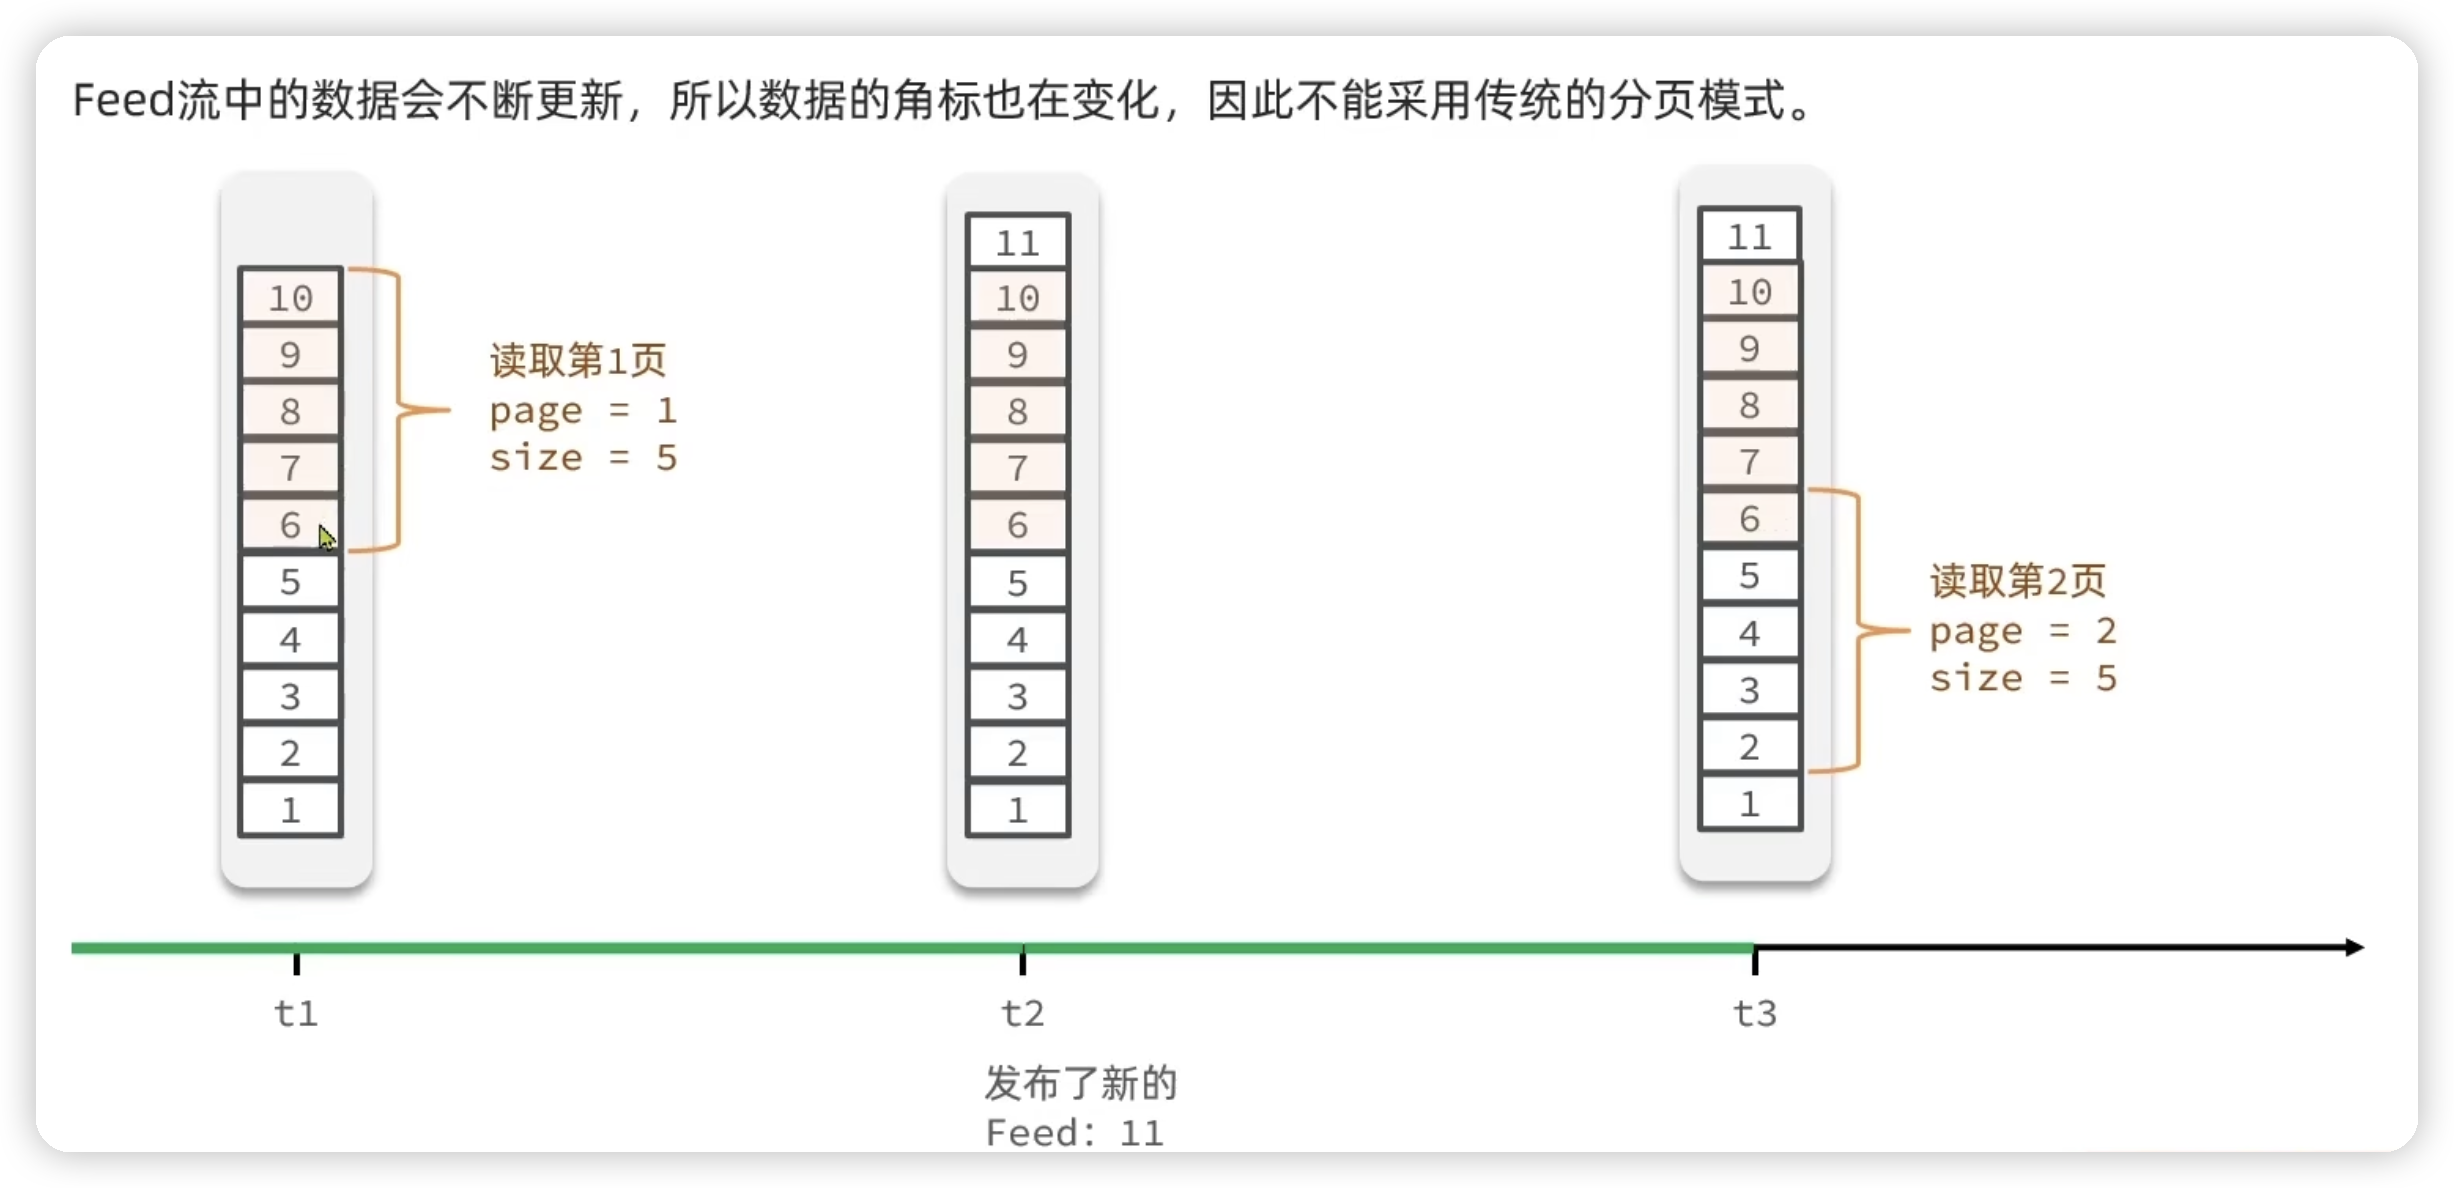 Feed流中的数据会不断更新，所以数据的角标也在变化，因此不能采用传统的分页模式。
10
9
8
7
6
5
4
3
2
1
读取第1页
page = 1
size = 5
11
10
9
8
7
6
5
4
3
2
1
11
10
9
8
7
6
5
4
3
2
1
读取第2页
page = 2
size = 5
t1
t2
t3
发布了新的
Feed：11